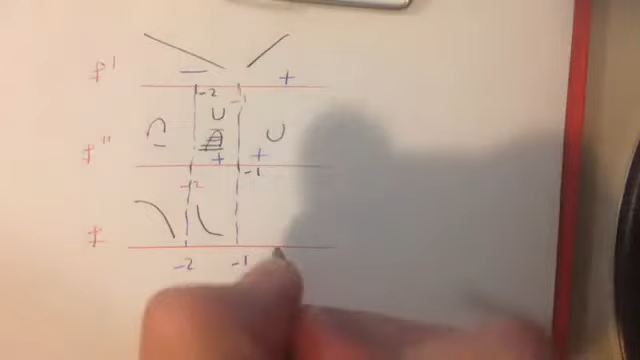 f' − +
-2 -1
f'' − + + -1
-2
f
-2 -1